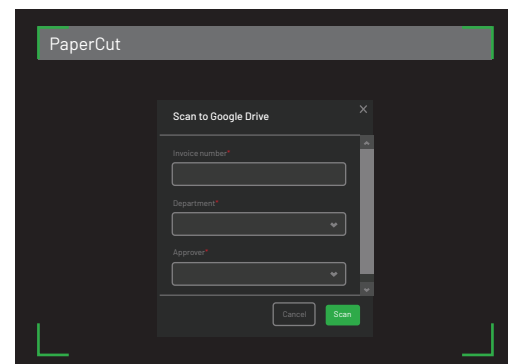 PaperCut
Scan to Google Drive
Invoice number*
Department*
Approver*
Cancel
Scan